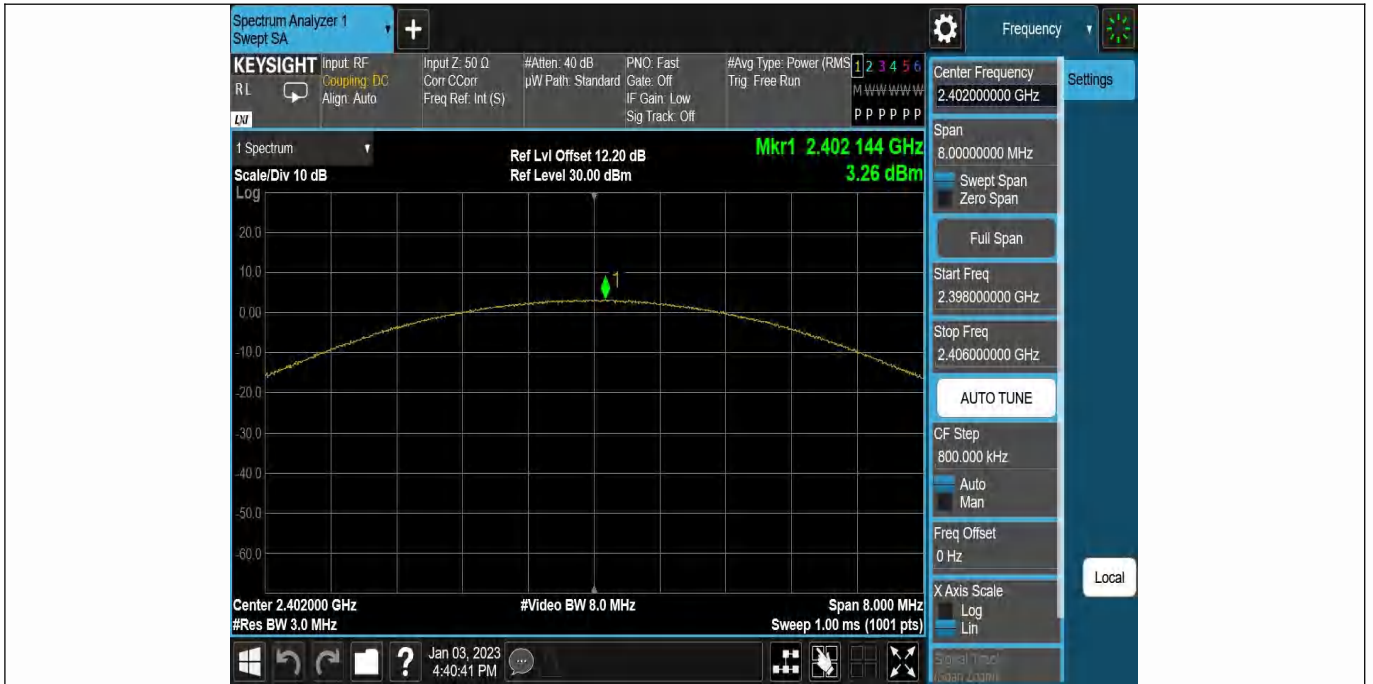 Spectrum Analyzer 1
Swept SA
+
Frequency
KEYSIGHT
RL
LXI
Input: RF
Coupling: DC
Align: Auto
Input Z: 50 Ω
Corr CCorr
Freq Ref: Int (S)
#Atten: 40 dB
µW Path: Standard
PNO: Fast
Gate: Off
IF Gain: Low
Sig Track: Off
#Avg Type: Power (RMS
Trig: Free Run
1 2 3 4 5 6
M W W W W W
P P P P P P
1 Spectrum
Scale/Div 10 dB
Ref Lvl Offset 12.20 dB
Ref Level 30.00 dBm
Mkr1 2.402 144 GHz
3.26 dBm
Log
20.0
10.0
0.00
-10.0
-20.0
-30.0
-40.0
-50.0
-60.0
1
Center 2.402000 GHz
#Res BW 3.0 MHz
#Video BW 8.0 MHz
Span 8.000 MHz
Sweep 1.00 ms (1001 pts)
?
Jan 03, 2023
4:40:41 PM
Center Frequency
2.402000000 GHz
Settings
Span
8.00000000 MHz
Swept Span
Zero Span
Full Span
Start Freq
2.398000000 GHz
Stop Freq
2.406000000 GHz
AUTO TUNE
CF Step
800.000 kHz
Auto
Man
Freq Offset
0 Hz
X Axis Scale
Log
Lin
Local
Signal Track
(Span Zoom)